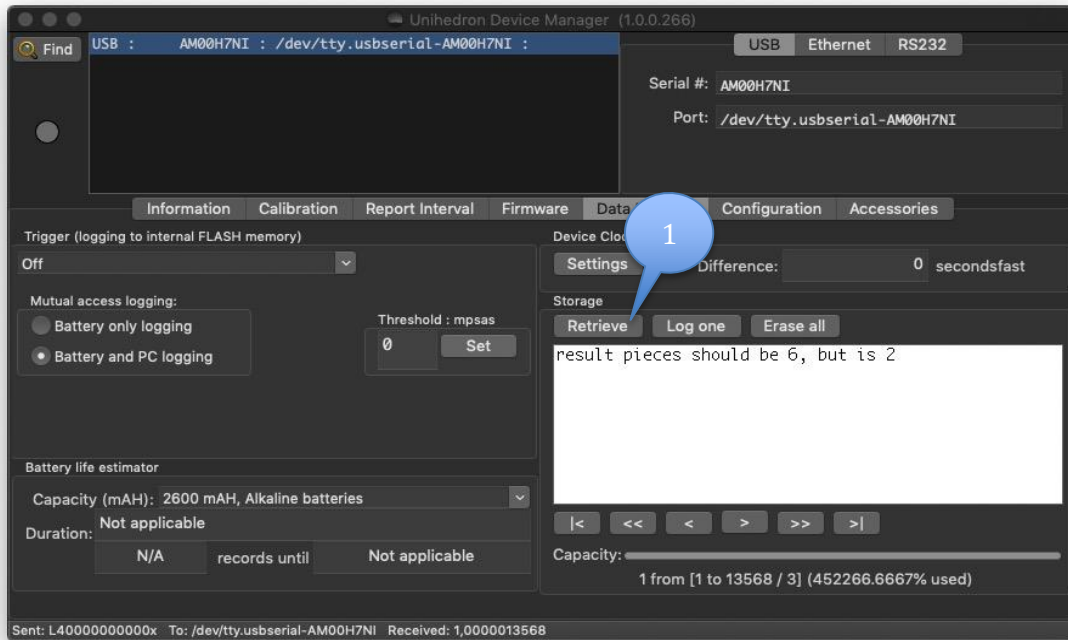 Unihedron Device Manager (1.0.0.266)
Find
USB : AM00H7NI : /dev/tty.usbserial-AM00H7NI :
USB Ethernet RS232
Serial #: AM00H7NI
Port: /dev/tty.usbserial-AM00H7NI
Information Calibration Report Interval Firmware Data Configuration Accessories
Trigger (logging to internal FLASH memory)
Off
Mutual access logging:
Battery only logging
Battery and PC logging
Threshold : mpsas
0 Set
Battery life estimator
Capacity (mAH): 2600 mAH, Alkaline batteries
Duration: Not applicable
N/A records until Not applicable
1
Device Clo
Settings Difference: 0 secondsfast
Storage
Retrieve Log one Erase all
result pieces should be 6, but is 2
|< << < > >> >|
Capacity:
1 from [1 to 13568 / 3] (452266.6667% used)
Sent: L40000000000x To: /dev/tty.usbserial-AM00H7NI Received: 1,0000013568